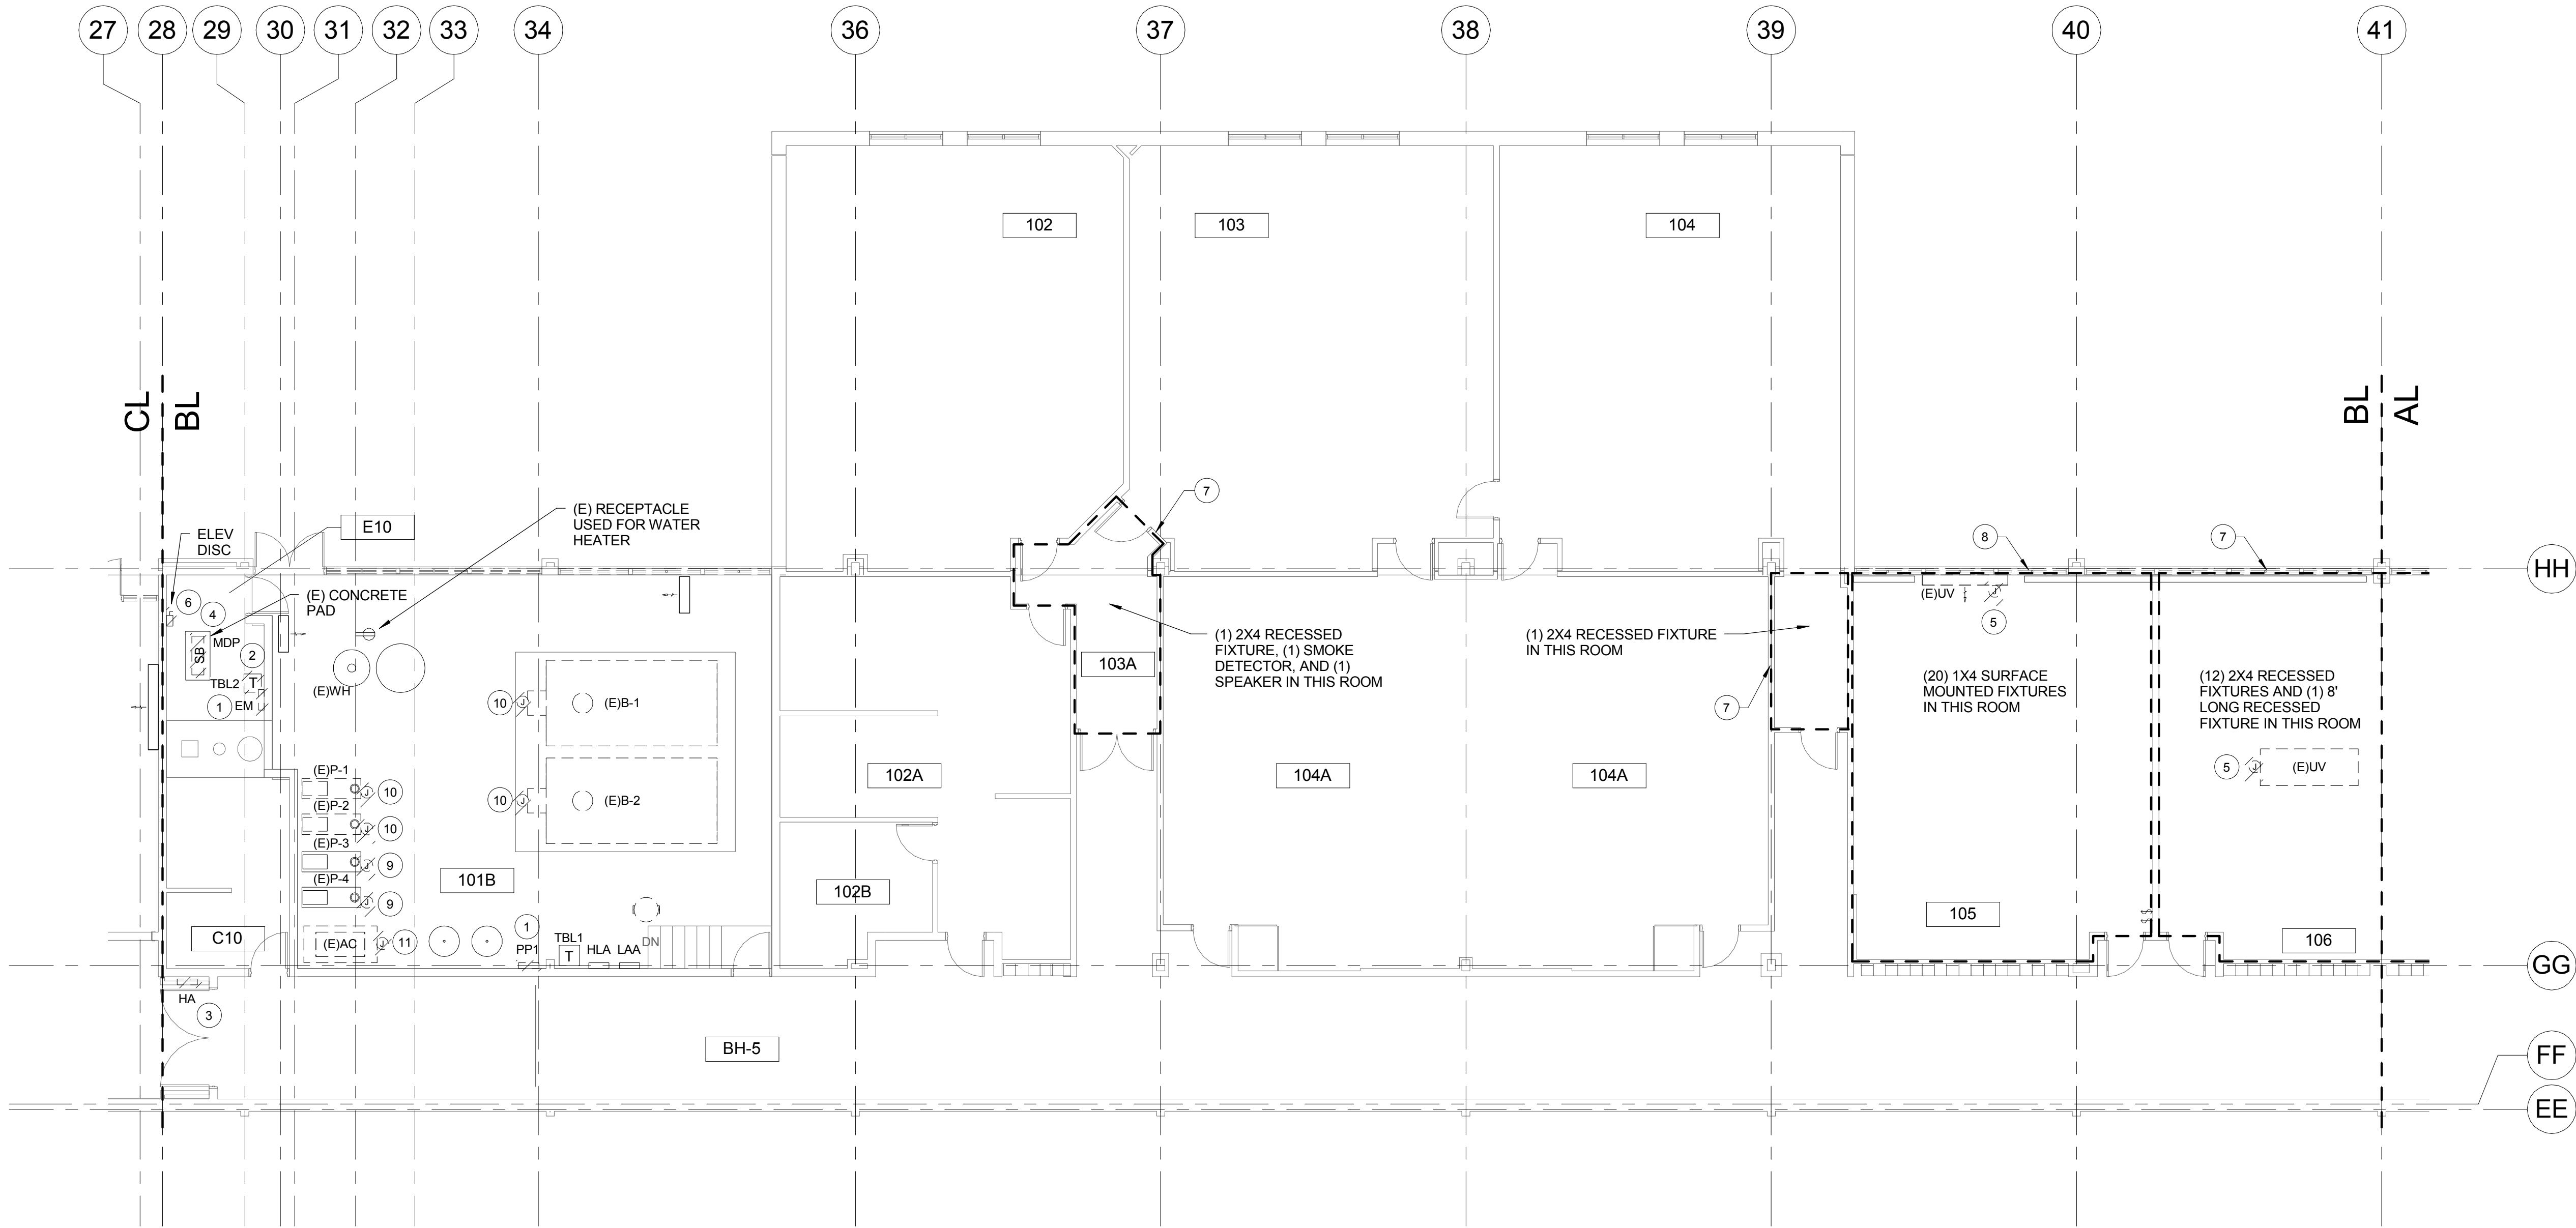 27
28
29
30
31
32
33
34
36
37
38
39
40
41
102
103
104
CL
BL
BL
AL
7
(E) RECEPTACLE
USED FOR WATER
HEATER
E10
ELEV
DISC
8
7
HH
6
4
(E) CONCRETE
PAD
(E)UV
J
5
MDP
SB
2
TBL2
T
(E)WH
1
EM
(1) 2X4 RECESSED
FIXTURE, (1) SMOKE
DETECTOR, AND (1)
SPEAKER IN THIS ROOM
103A
(1) 2X4 RECESSED FIXTURE
IN THIS ROOM
7
(20) 1X4 SURFACE
MOUNTED FIXTURES
IN THIS ROOM
(12) 2X4 RECESSED
FIXTURES AND (1) 8'
LONG RECESSED
FIXTURE IN THIS ROOM
10
J
(E)B-1
5
J
(E)UV
(E)P-1
J
10
(E)P-2
J
10
(E)P-3
J
9
(E)P-4
J
9
10
J
(E)B-2
102A
104A
104A
101B
102B
105
106
C10
(E)AC
J
11
1
PP1
TBL1
T
HLA
LAA
DN
GG
HA
3
BH-5
FF
EE